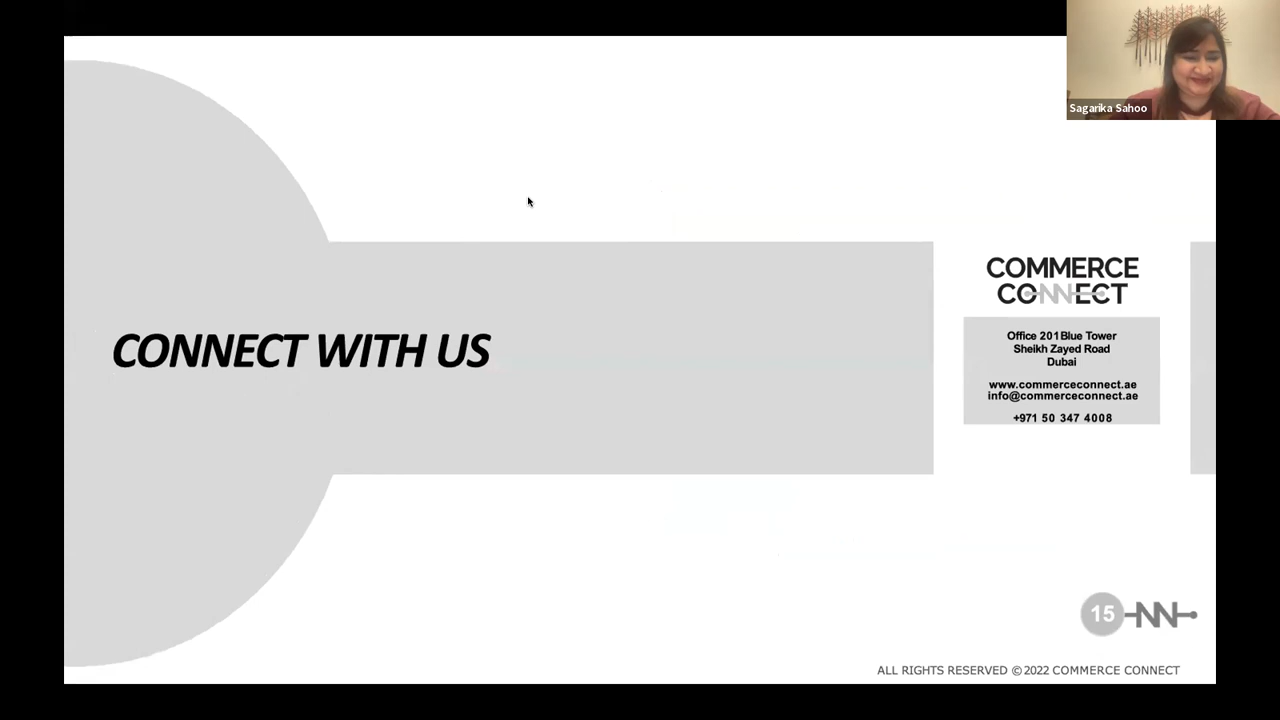 Sagarika Sahoo
CONNECT WITH US
COMMERCE
CONNECT
Office 201 Blue Tower
Sheikh Zayed Road
Dubai
www.commerceconnect.ae
info@commerceconnect.ae
+971 50 347 4008
15 NN
ALL RIGHTS RESERVED © 2022 COMMERCE CONNECT